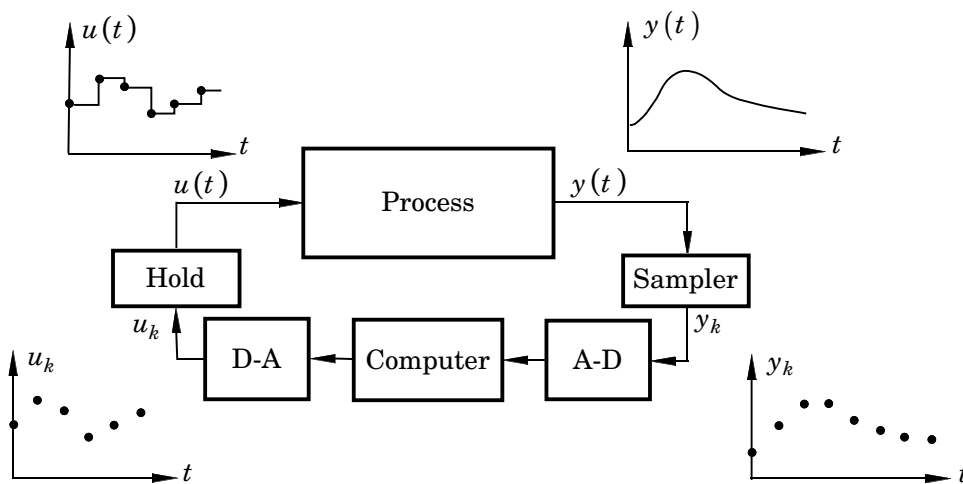 u(t)
y(t)
t
t
u(t)
Process
y(t)
Hold
Sampler
u_k
y_k
D-A
Computer
A-D
u_k
y_k
t
t